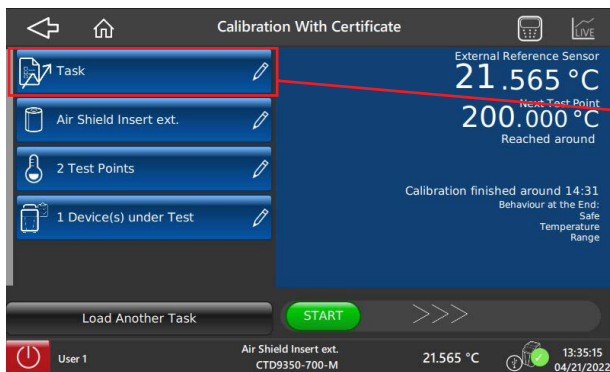 Calibration With Certificate
LIVE
Task
Air Shield Insert ext.
2 Test Points
1 Device(s) under Test
External Reference Sensor
21.565 °C
Next Test Point
200.000 °C
Reached around
Calibration finished around 14:31
Behaviour at the End:
Safe
Temperature
Range
Load Another Task
START
User 1
Air Shield Insert ext.
CTD9350-700-M
21.565 °C
13:35:15
04/21/2022